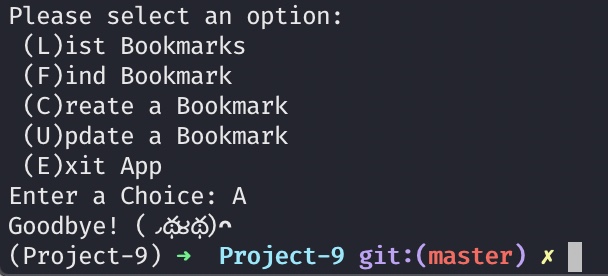 Please select an option:
(L)ist Bookmarks
(F)ind Bookmark
(C)reate a Bookmark
(U)pdate a Bookmark
(E)xit App
Enter a Choice: A
Goodbye! ( ◞థ౪థ)ᴖ
(Project-9) ➜  Project-9 git:(master) ✗